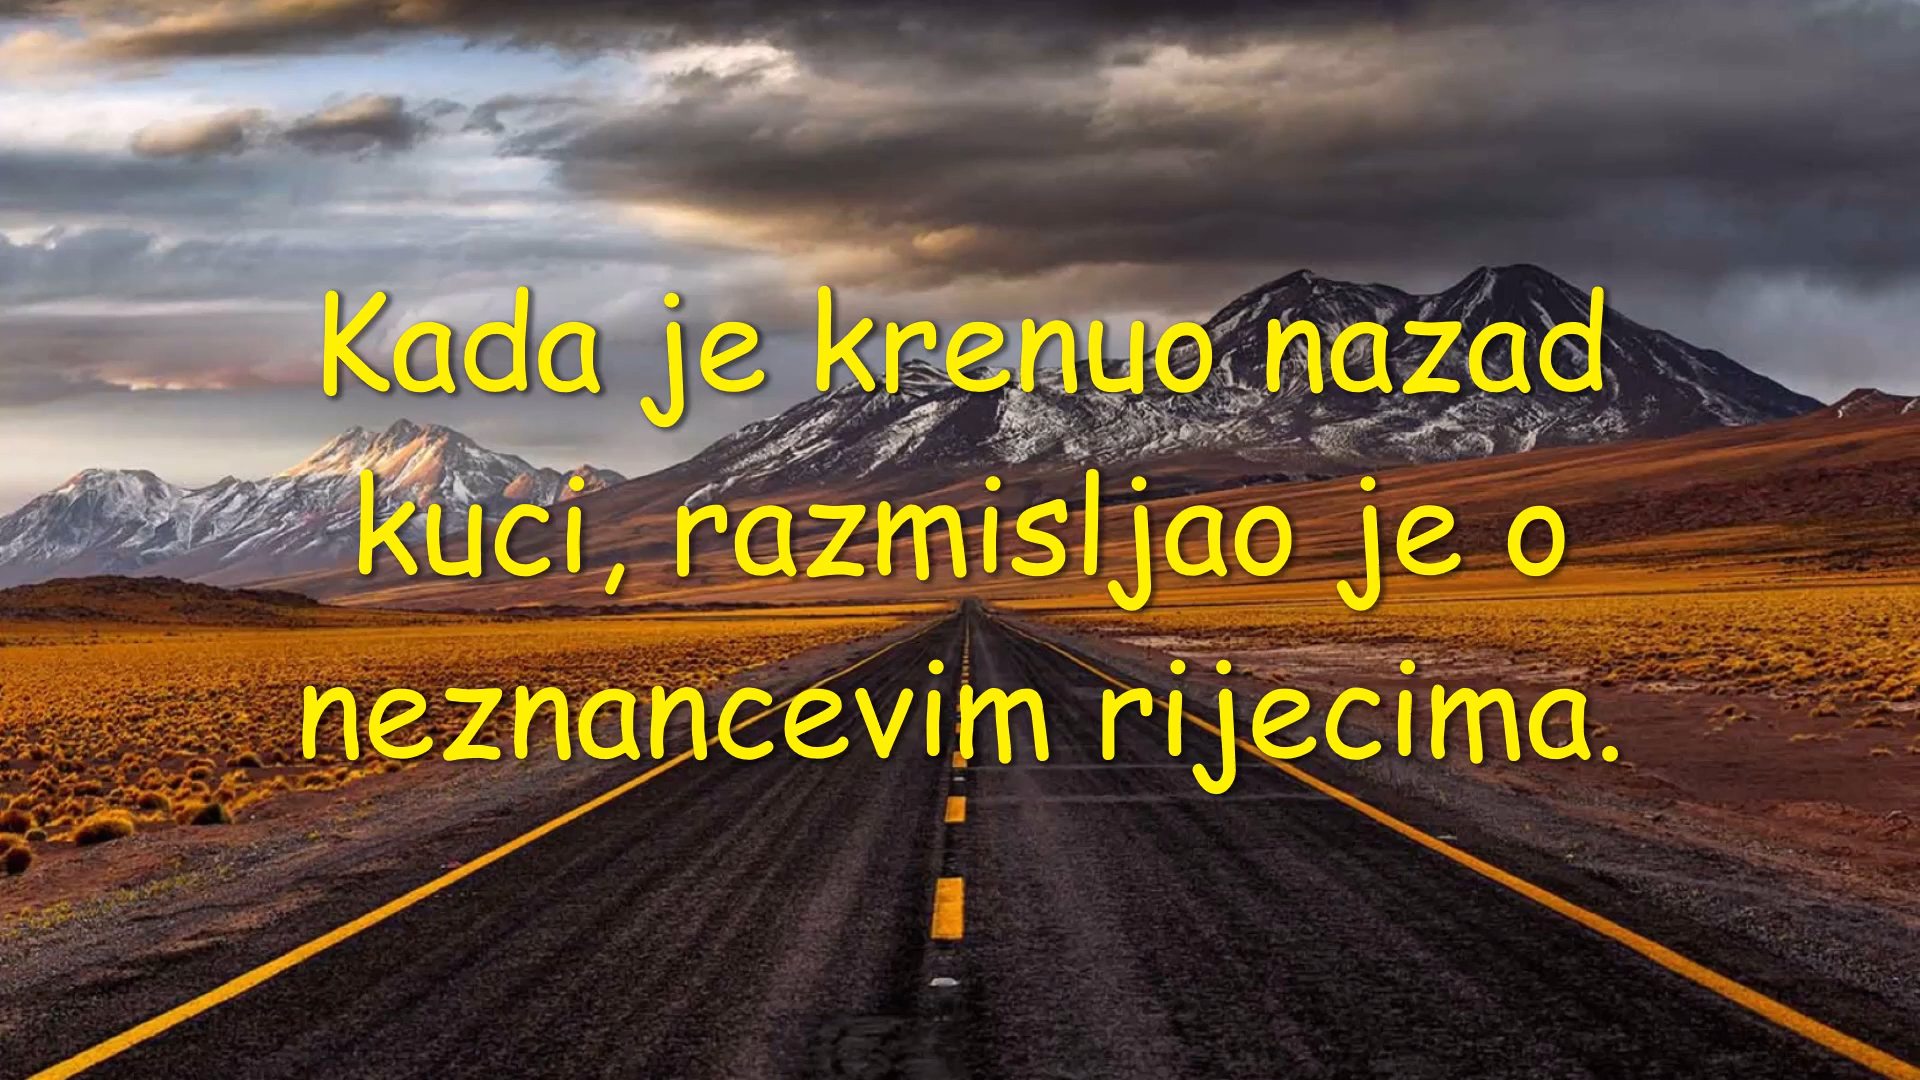 Kada je krenuo nazad
kuci, razmisljao je o
neznancevim rijecima.